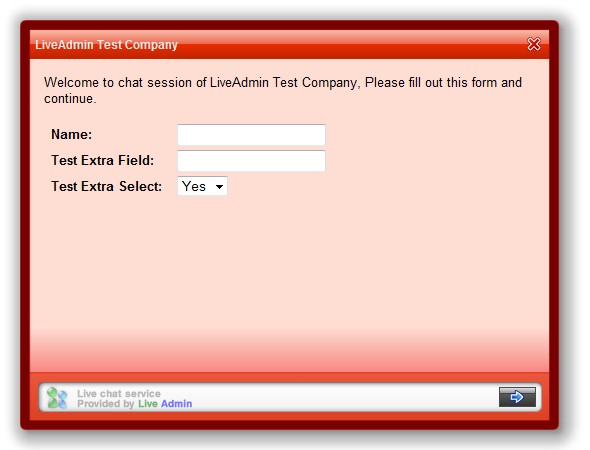 LiveAdmin Test Company
Welcome to chat session of LiveAdmin Test Company, Please fill out this form and
continue.
Name:
Test Extra Field:
Test Extra Select: Yes
Live chat service
Provided by Live Admin